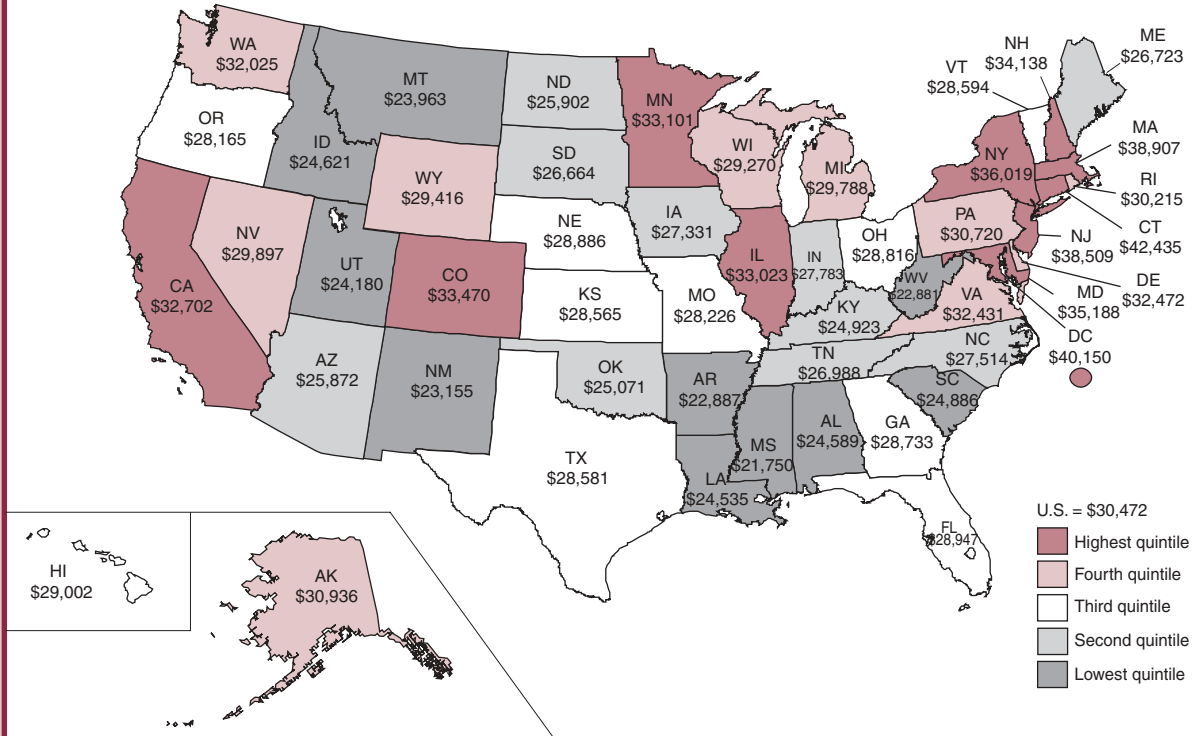 WA
$32,025
OR
$28,165
CA
$32,702
NV
$29,897
ID
$24,621
MT
$23,963
WY
$29,416
UT
$24,180
CO
$33,470
AZ
$25,872
NM
$23,155
ND
$25,902
SD
$26,664
NE
$28,886
KS
$28,565
OK
$25,071
TX
$28,581
MN
$33,101
IA
$27,331
MO
$28,226
AR
$22,887
LA
$24,535
WI
$29,270
IL
$33,023
MI
$29,788
IN
$27,783
OH
$28,816
KY
$24,923
TN
$26,988
MS
$21,750
AL
$24,589
GA
$28,733
FL
$28,947
SC
$24,886
NC
$27,514
VA
$32,431
WV
$22,881
PA
$30,720
NY
$36,019
VT
$28,594
NH
$34,138
ME
$26,723
MA
$38,907
RI
$30,215
CT
$42,435
NJ
$38,509
DE
$32,472
MD
$35,188
DC
$40,150
HI
$29,002
AK
$30,936
U.S. = $30,472
Highest quintile
Fourth quintile
Third quintile
Second quintile
Lowest quintile